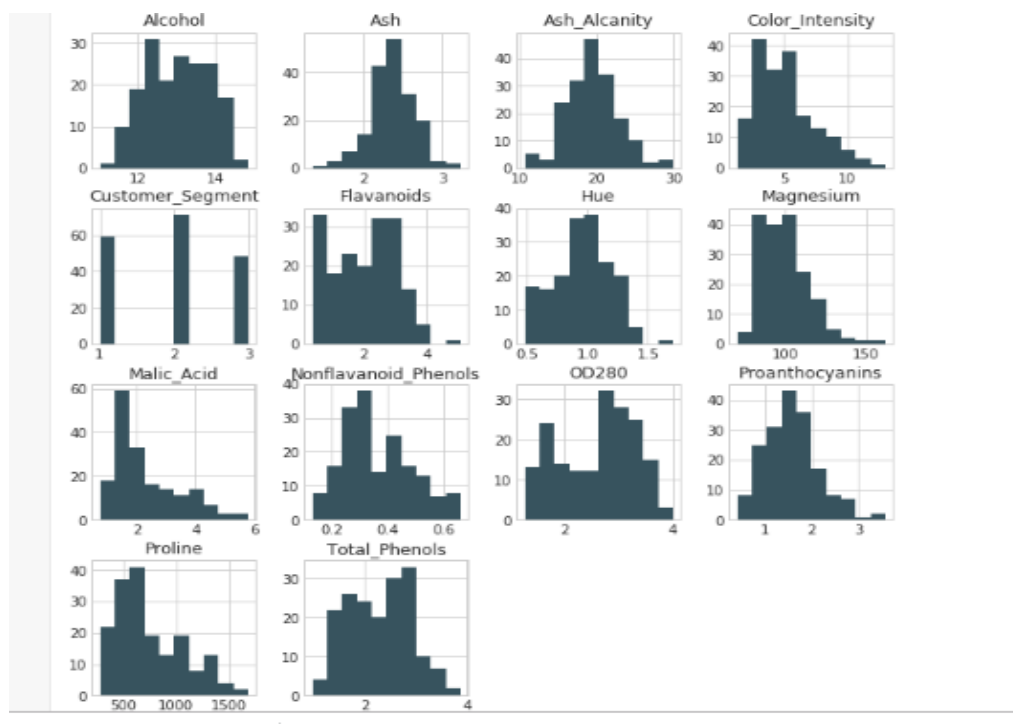 Alcohol Ash Ash_Alcanity Color_Intensity
30 20 10 0 12 14
40 20 0 2 3
40 30 20 10 0 10 20 30
40 30 20 10 0 5 10
Customer_Segment Flavanoids Hue Magnesium
60 40 20 0 1 2 3
30 20 10 0 2 4
40 30 20 10 0 0.5 1.0 1.5
40 30 20 10 0 100 150
Malic_Acid Nonflavanoid_Phenols OD280 Proanthocyanins
60 40 20 0 2 4 6
40 30 20 10 0 0.2 0.4 0.6
30 20 10 0 2 4
40 30 20 10 0 1 2 3
Proline Total_Phenols
40 30 20 10 0 500 1000 1500
30 20 10 0 2 4